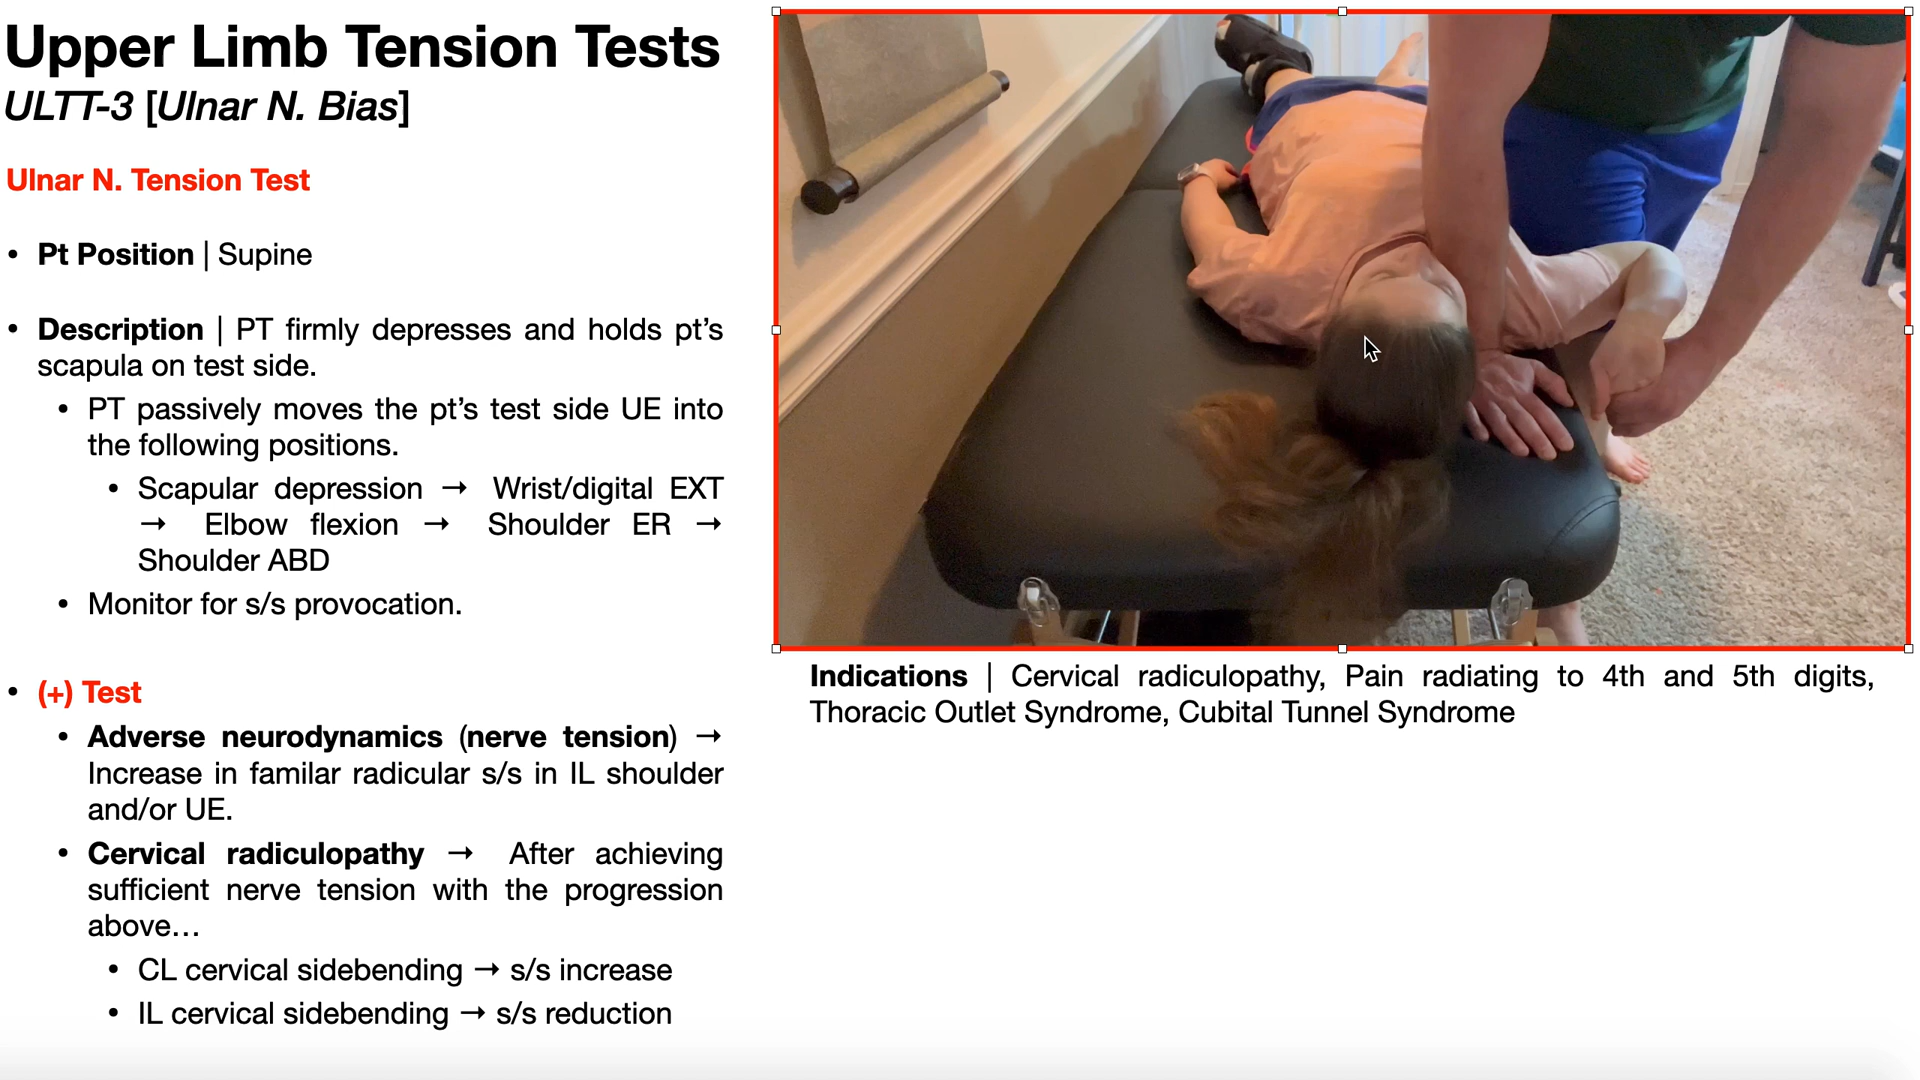 Upper Limb Tension Tests
ULTT-3 [Ulnar N. Bias]
Ulnar N. Tension Test
• Pt Position | Supine
• Description | PT firmly depresses and holds pt’s
scapula on test side.
• PT passively moves the pt’s test side UE into
the following positions.
• Scapular depression → Wrist/digital EXT
→ Elbow flexion → Shoulder ER →
Shoulder ABD
• Monitor for s/s provocation.
• (+) Test
• Adverse neurodynamics (nerve tension) →
Increase in familar radicular s/s in IL shoulder
and/or UE.
• Cervical radiculopathy → After achieving
sufficient nerve tension with the progression
above…
• CL cervical sidebending → s/s increase
• IL cervical sidebending → s/s reduction
Indications | Cervical radiculopathy, Pain radiating to 4th and 5th digits,
Thoracic Outlet Syndrome, Cubital Tunnel Syndrome